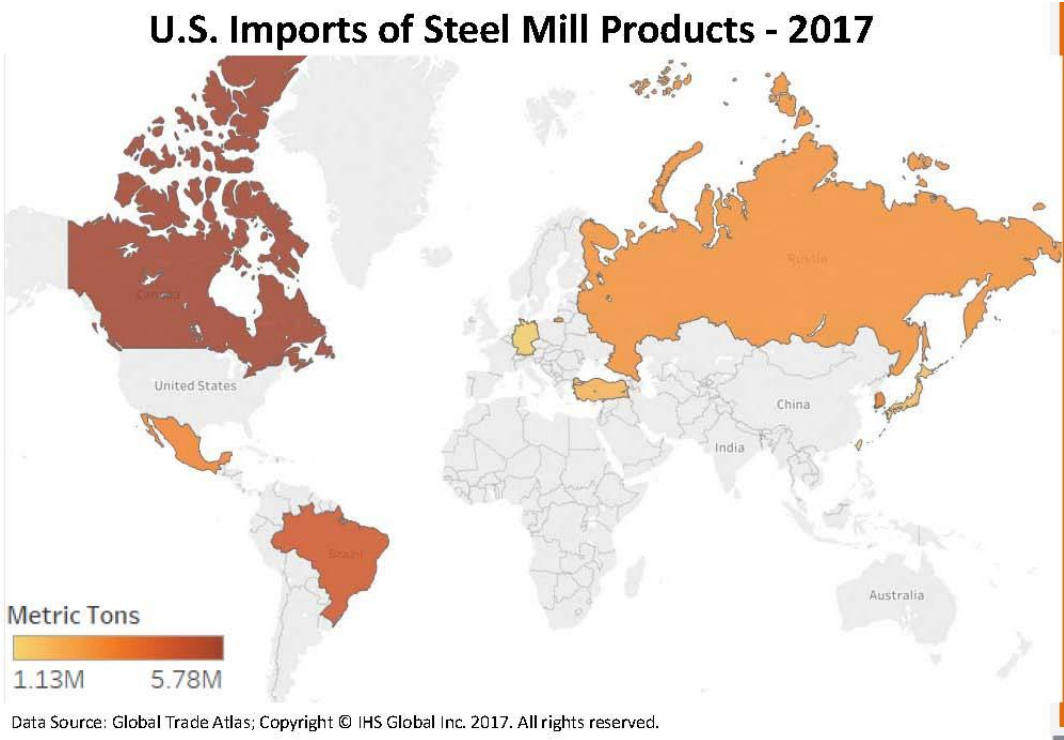 U.S. Imports of Steel Mill Products - 2017
Russia
Canada
United States
China
India
Brazil
Australia
Metric Tons
1.13M 5.78M
Data Source: Global Trade Atlas; Copyright © IHS Global Inc. 2017. All rights reserved.